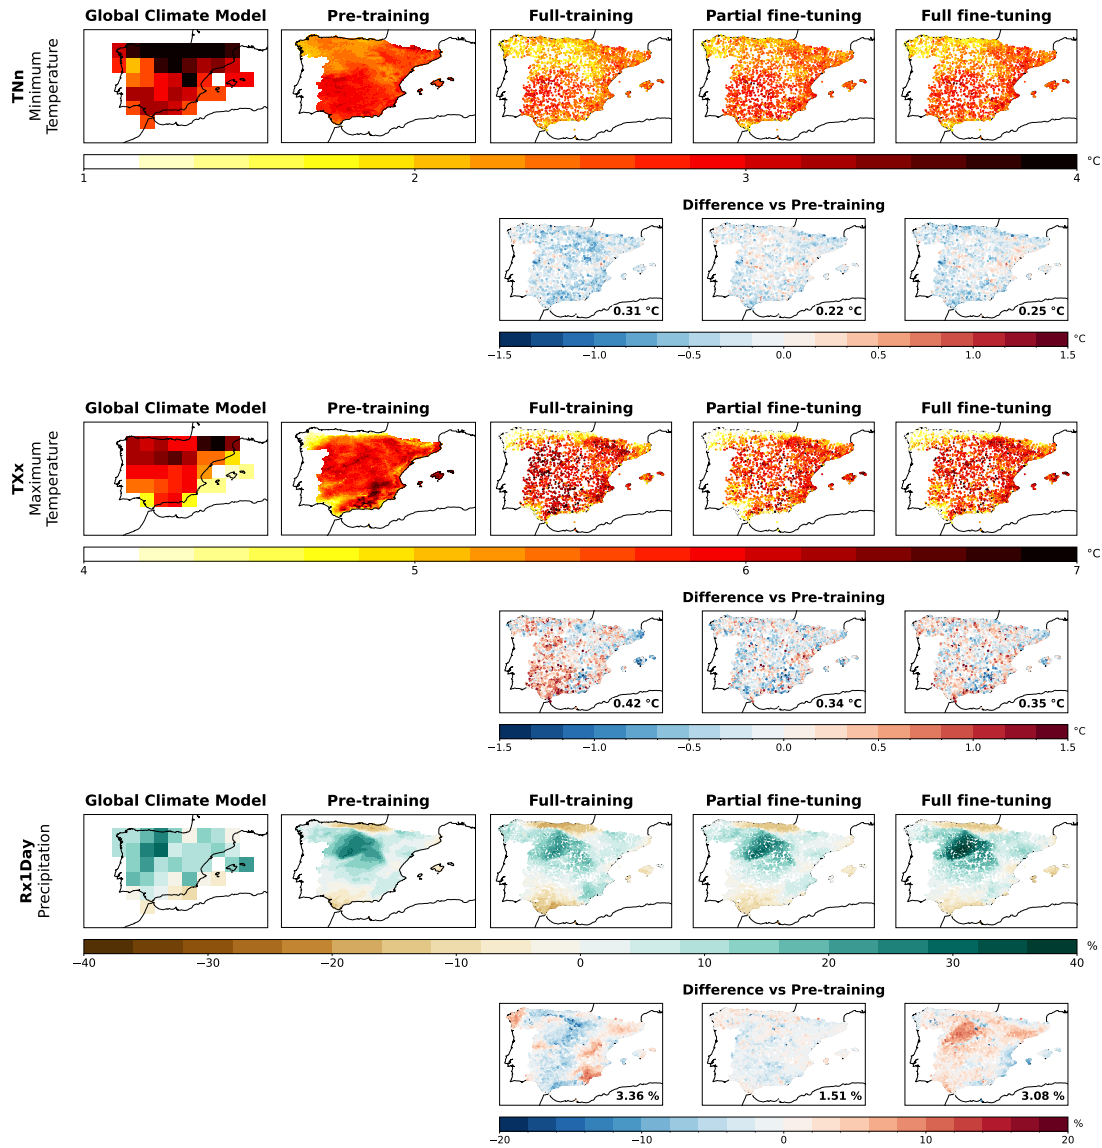 Global Climate Model Pre-training Full-training Partial fine-tuning Full fine-tuning
TNn
Minimum
Temperature
°C
1 2 3 4
Difference vs Pre-training
0.31 °C 0.22 °C 0.25 °C
°C
−1.5 −1.0 −0.5 0.0 0.5 1.0 1.5
Global Climate Model Pre-training Full-training Partial fine-tuning Full fine-tuning
TXx
Maximum
Temperature
°C
4 5 6 7
Difference vs Pre-training
0.42 °C 0.34 °C 0.35 °C
°C
−1.5 −1.0 −0.5 0.0 0.5 1.0 1.5
Global Climate Model Pre-training Full-training Partial fine-tuning Full fine-tuning
Rx1Day
Precipitation
%
−40 −30 −20 −10 0 10 20 30 40
Difference vs Pre-training
3.36 % 1.51 % 3.08 %
%
−20 −10 0 10 20